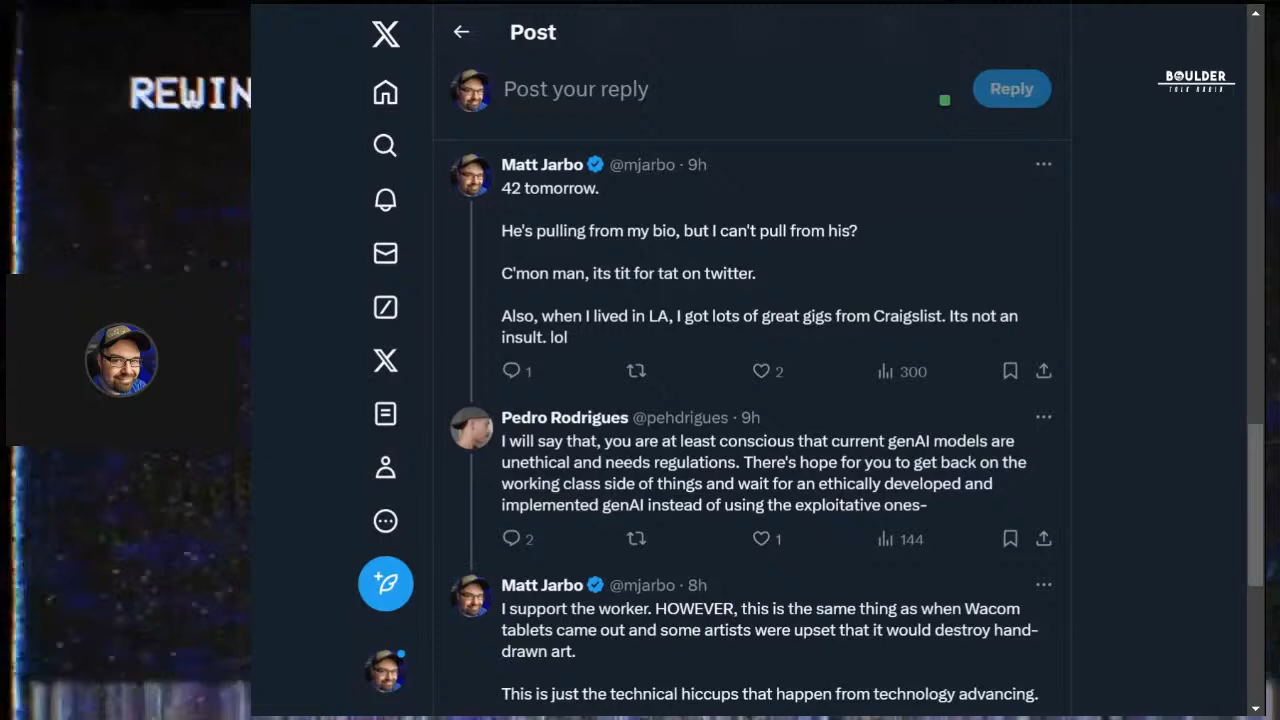 Post
REWIN
BOULDER
TALK RADIO
Post your reply
Reply
Matt Jarbo @mjarbo · 9h
42 tomorrow.
He's pulling from my bio, but I can't pull from his?
C'mon man, its tit for tat on twitter.
Also, when I lived in LA, I got lots of great gigs from Craigslist. Its not an
insult. lol
1 2 300
Pedro Rodrigues @pehdrigues · 9h
I will say that, you are at least conscious that current genAI models are
unethical and needs regulations. There's hope for you to get back on the
working class side of things and wait for an ethically developed and
implemented genAI instead of using the exploitative ones-
2 1 144
Matt Jarbo @mjarbo · 8h
I support the worker. HOWEVER, this is the same thing as when Wacom
tablets came out and some artists were upset that it would destroy hand-
drawn art.
This is just the technical hiccups that happen from technology advancing.